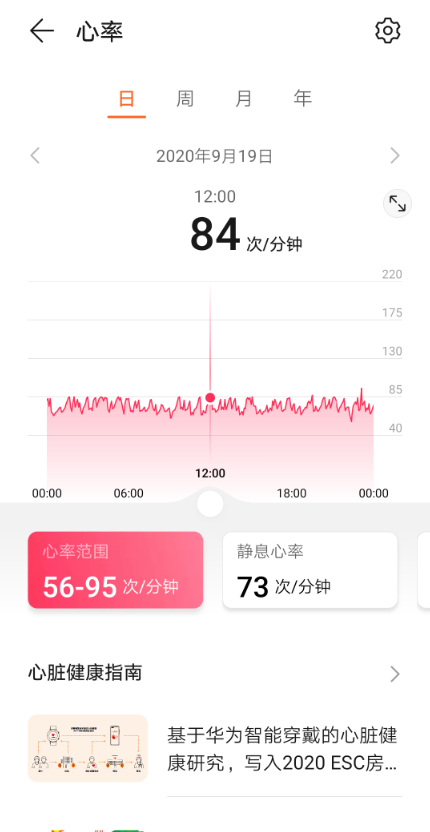 心率
日 周 月 年
2020年9月19日
12:00
84 次/分钟
220
175
130
85
40
12:00
00:00 06:00 18:00 00:00
心率范围
56-95 次/分钟
静息心率
73 次/分钟
心脏健康指南
基于华为智能穿戴的心脏健
康研究，写入2020 ESC房...